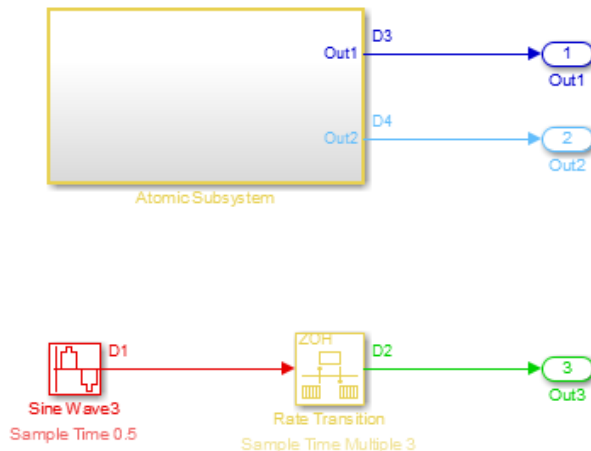 D3
Out1
1
Out1
D4
Out2
2
Out2
Atomic Subsystem
ZOH
D1
D2
3
Sine Wave3
Rate Transition
Out3
Sample Time 0.5
Sample Time Multiple 3